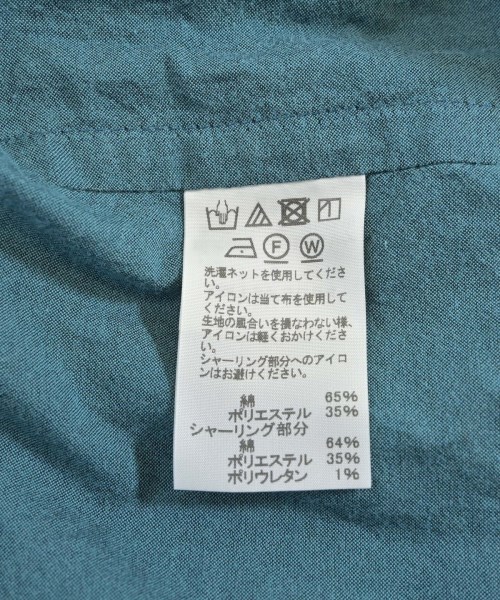 F W
洗濯ネットを使用してくださ
い。
アイロンは当て布を使用して
ください。
生地の風合いを損なわない様、
アイロンは軽くおかけくださ
い。
シャーリング部分へのアイロ
ンはお避けください。
綿 65%
ポリエステル 35%
シャーリング部分
綿 64%
ポリエステル 35%
ポリウレタン 1%